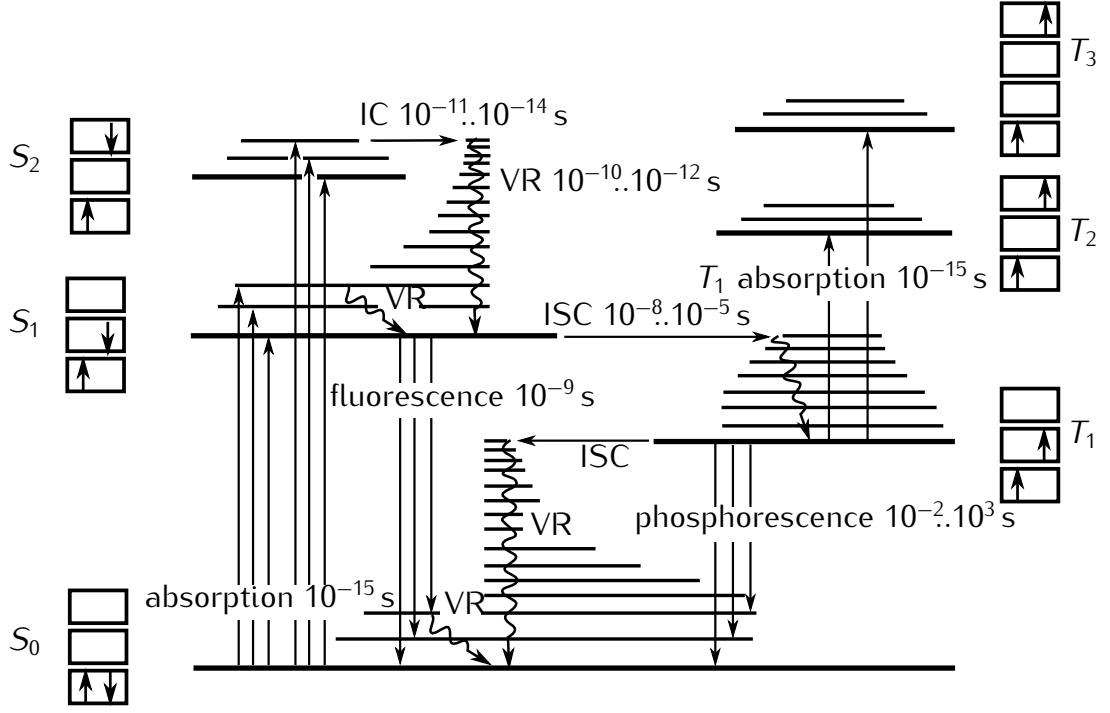 T₃
IC 10⁻¹¹..10⁻¹⁴ s
S₂
VR 10⁻¹⁰..10⁻¹² s
T₂
T₁ absorption 10⁻¹⁵ s
VR
S₁
ISC 10⁻⁸..10⁻⁵ s
fluorescence 10⁻⁹ s
T₁
ISC
VR
phosphorescence 10⁻²..10³ s
absorption 10⁻¹⁵ s
VR
S₀